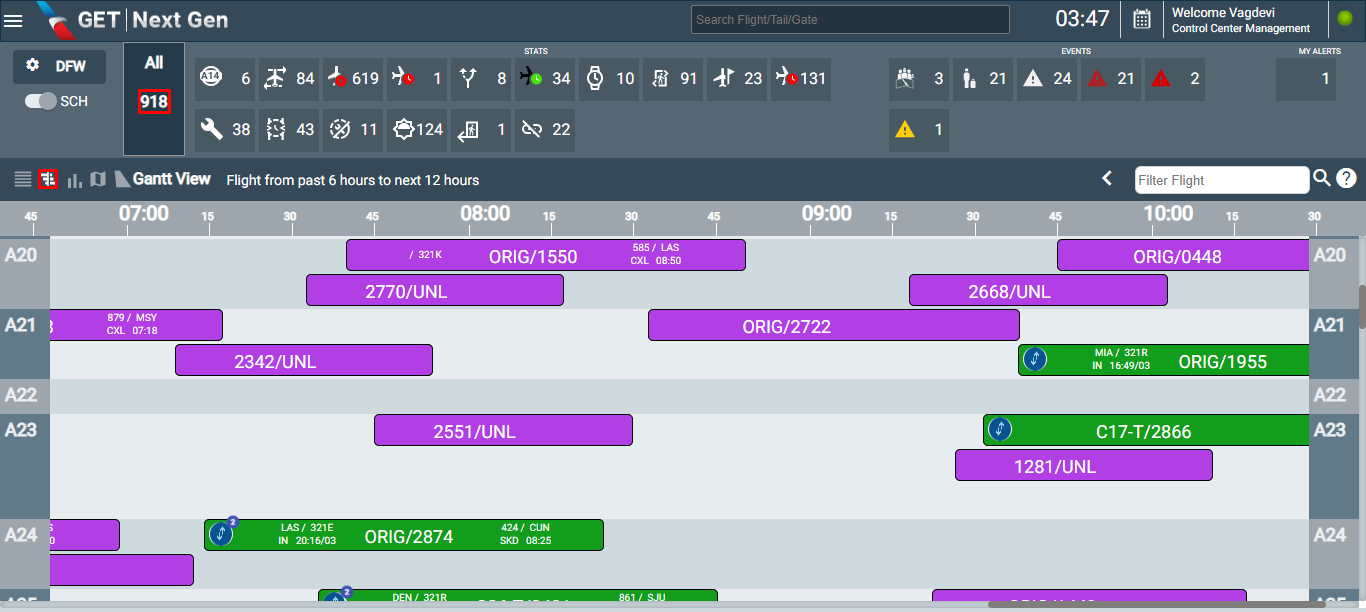 GET | Next Gen
Search Flight/Tail/Gate
03:47
Welcome Vagdevi
Control Center Management
DFW
SCH
All
918
STATS
A14 6
84
619
1
8
34
10
91
23
131
38
43
11
124
1
22
EVENTS
3
21
24
21
2
1
MY ALERTS
1
Gantt View
Flight from past 6 hours to next 12 hours
Filter Flight
?
45 07:00 15 30 45 08:00 15 30 45 09:00 15 30 45 10:00 15 30
A20
/ 321K
ORIG/1550
585 / LAS
CXL 08:50
ORIG/0448
A20
2770/UNL
2668/UNL
A21
879 / MSY
CXL 07:18
ORIG/2722
A21
2342/UNL
MIA / 321R
IN 16:49/03
ORIG/1955
A22
A22
A23
2551/UNL
C17-T/2866
A23
1281/UNL
A24
2
LAS / 321E
IN 20:16/03
ORIG/2874
424 / CUN
SKD 08:25
A24
2
DEN / 321R
861 / SJU